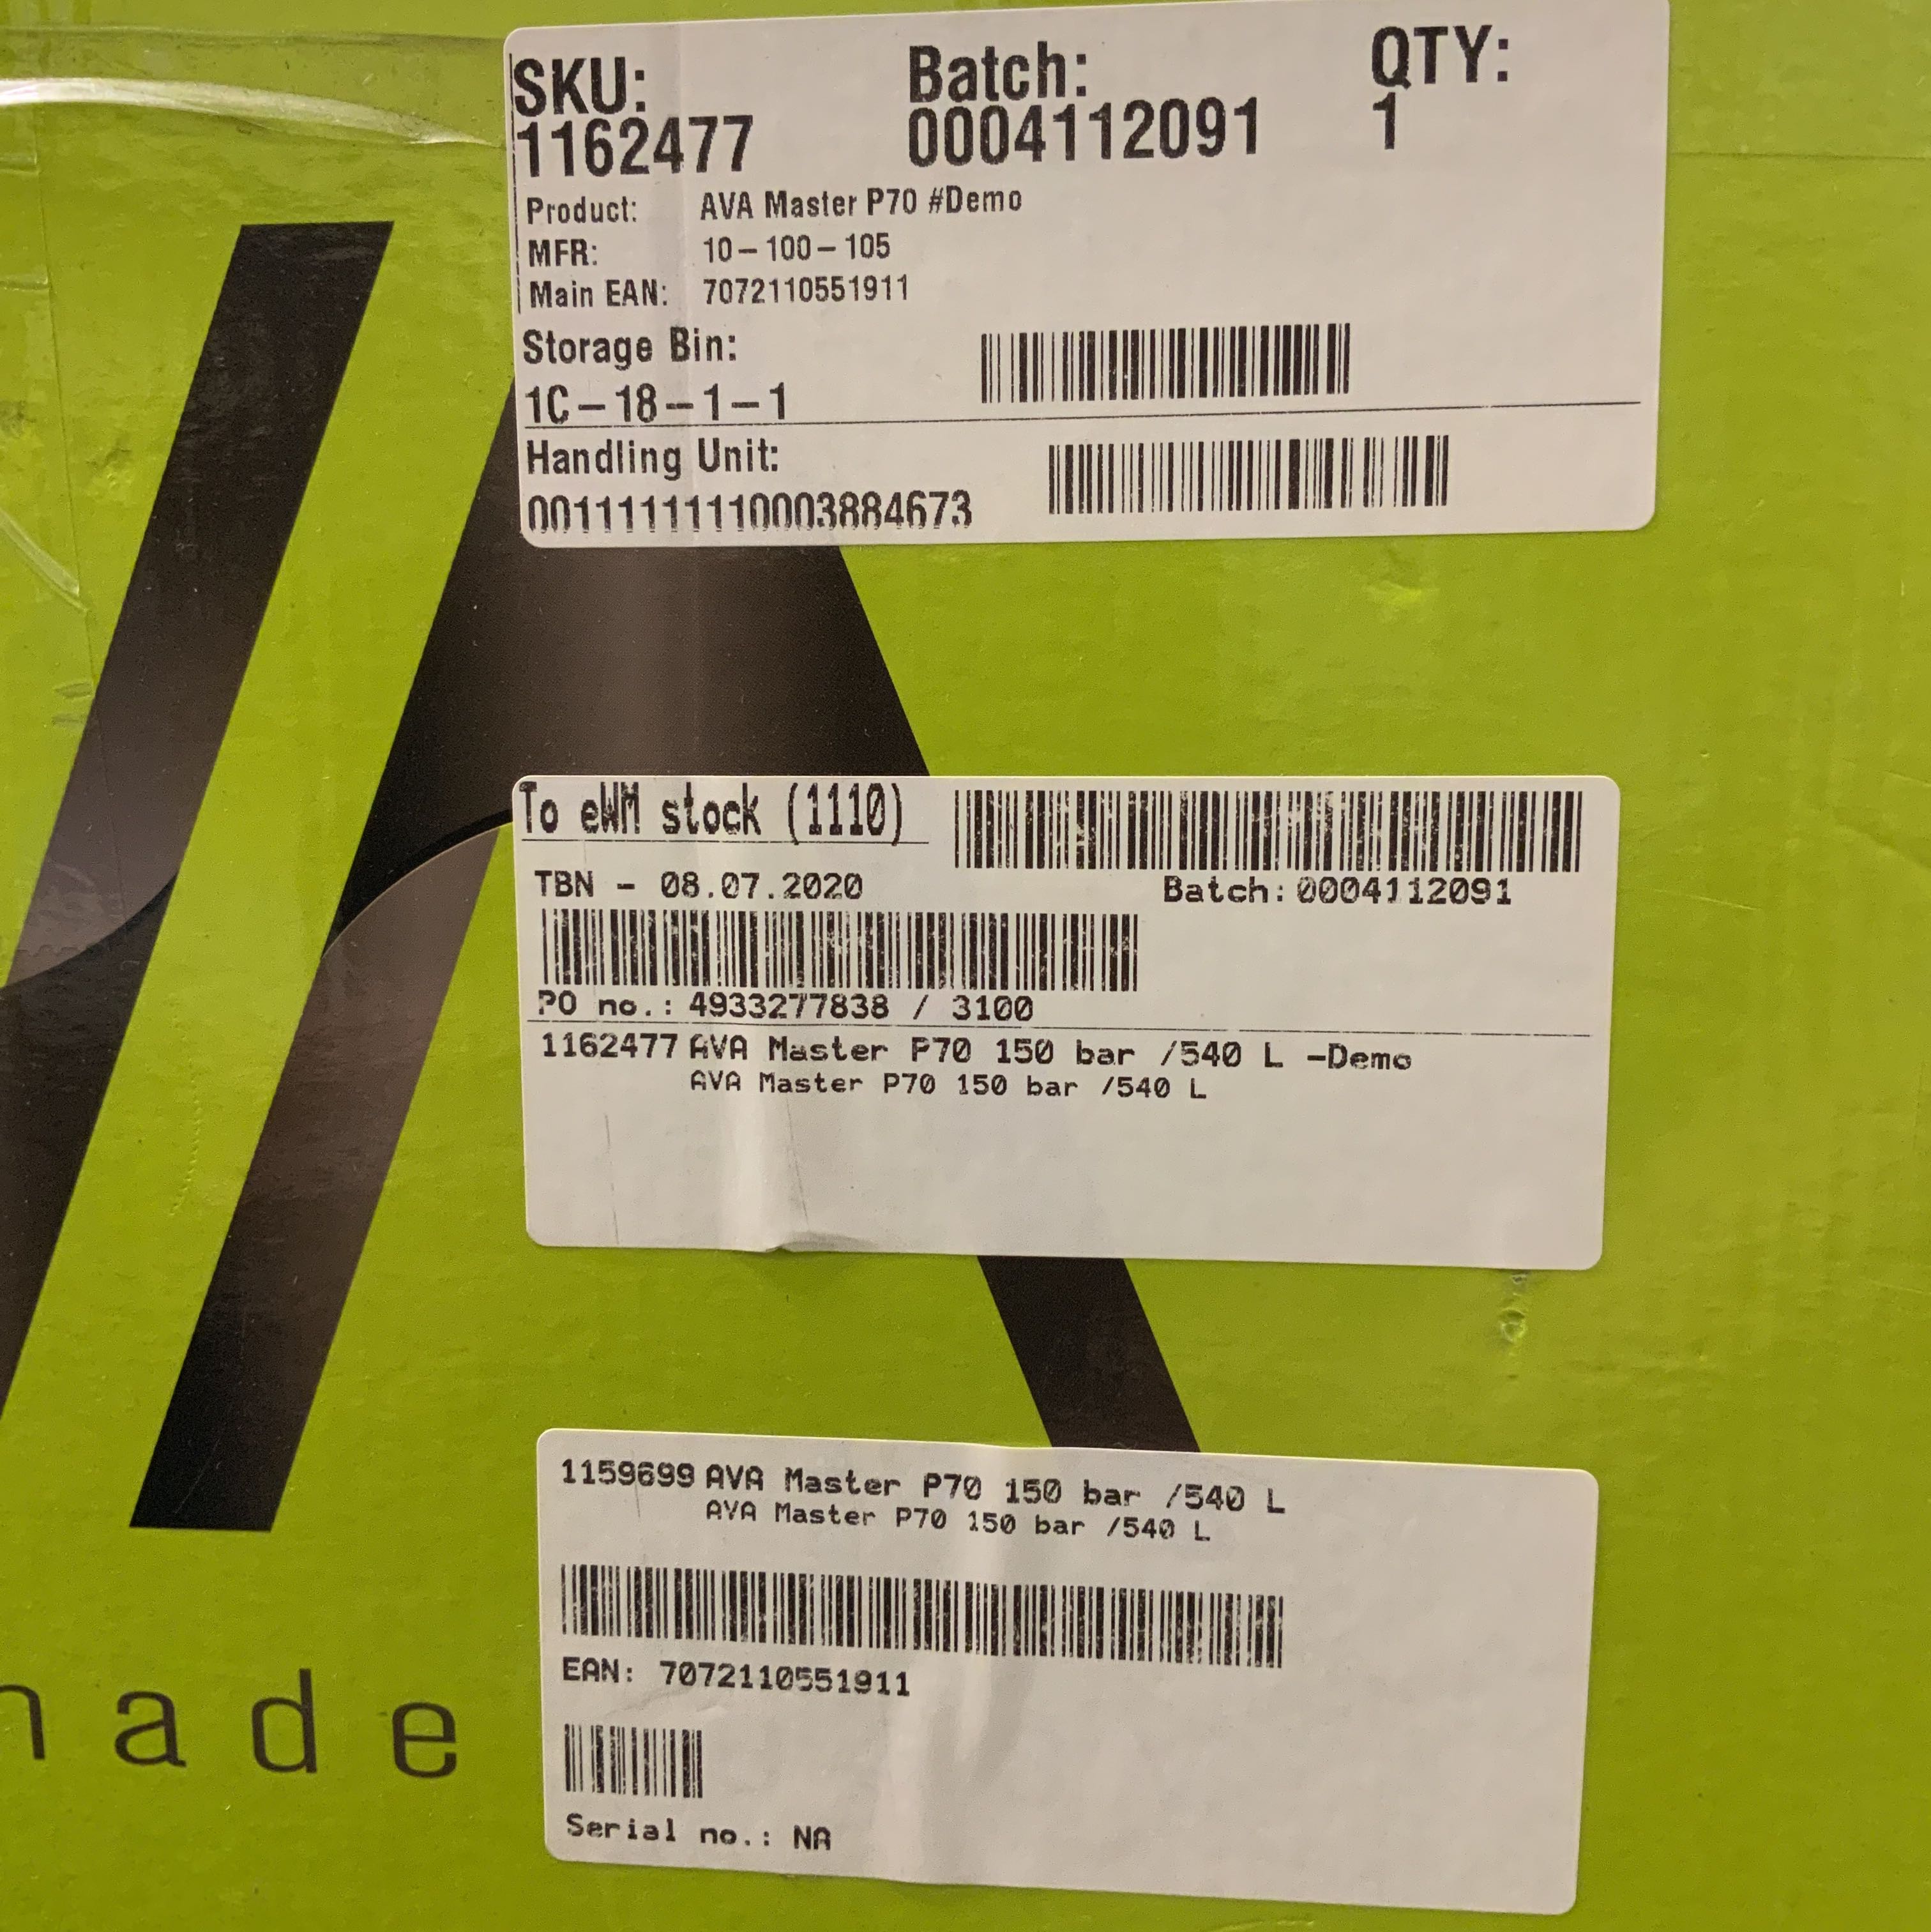 SKU: Batch: QTY:
1162477 0004112091 1
Product: AVA Master P70 #Demo
MFR: 10-100-105
Main EAN: 7072110551911
Storage Bin:
1C-18-1-1
Handling Unit:
00111111110003884673
To eWM stock (1110)
TBN - 08.07.2020 Batch: 0004112091
PO no.: 4933277838 / 3100
1162477 AVA Master P70 150 bar /540 L -Demo
AVA Master P70 150 bar /540 L
1159699 AVA Master P70 150 bar /540 L
AVA Master P70 150 bar /540 L
EAN: 7072110551911
Serial no.: NA
ade